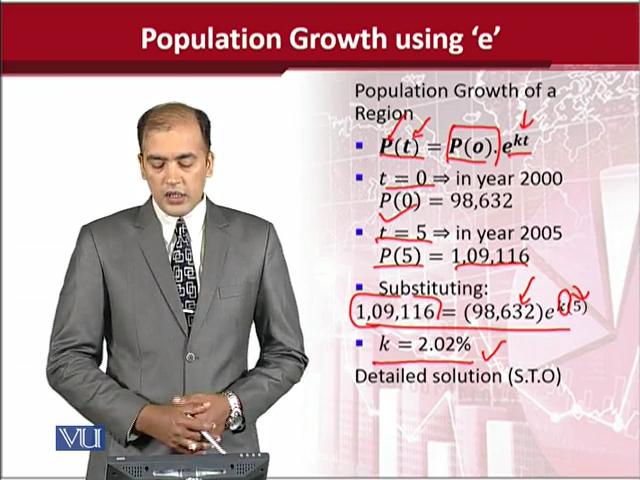 Population Growth using ‘e’
Population Growth of a
Region
P(t) = P(o).e^{kt}
t = 0 ⇒ in year 2000
P(0) = 98,632
t = 5 ⇒ in year 2005
P(5) = 1,09,116
Substituting:
1,09,116 = (98,632)e^{k(5)}
k = 2.02%
Detailed solution (S.T.O)
VU